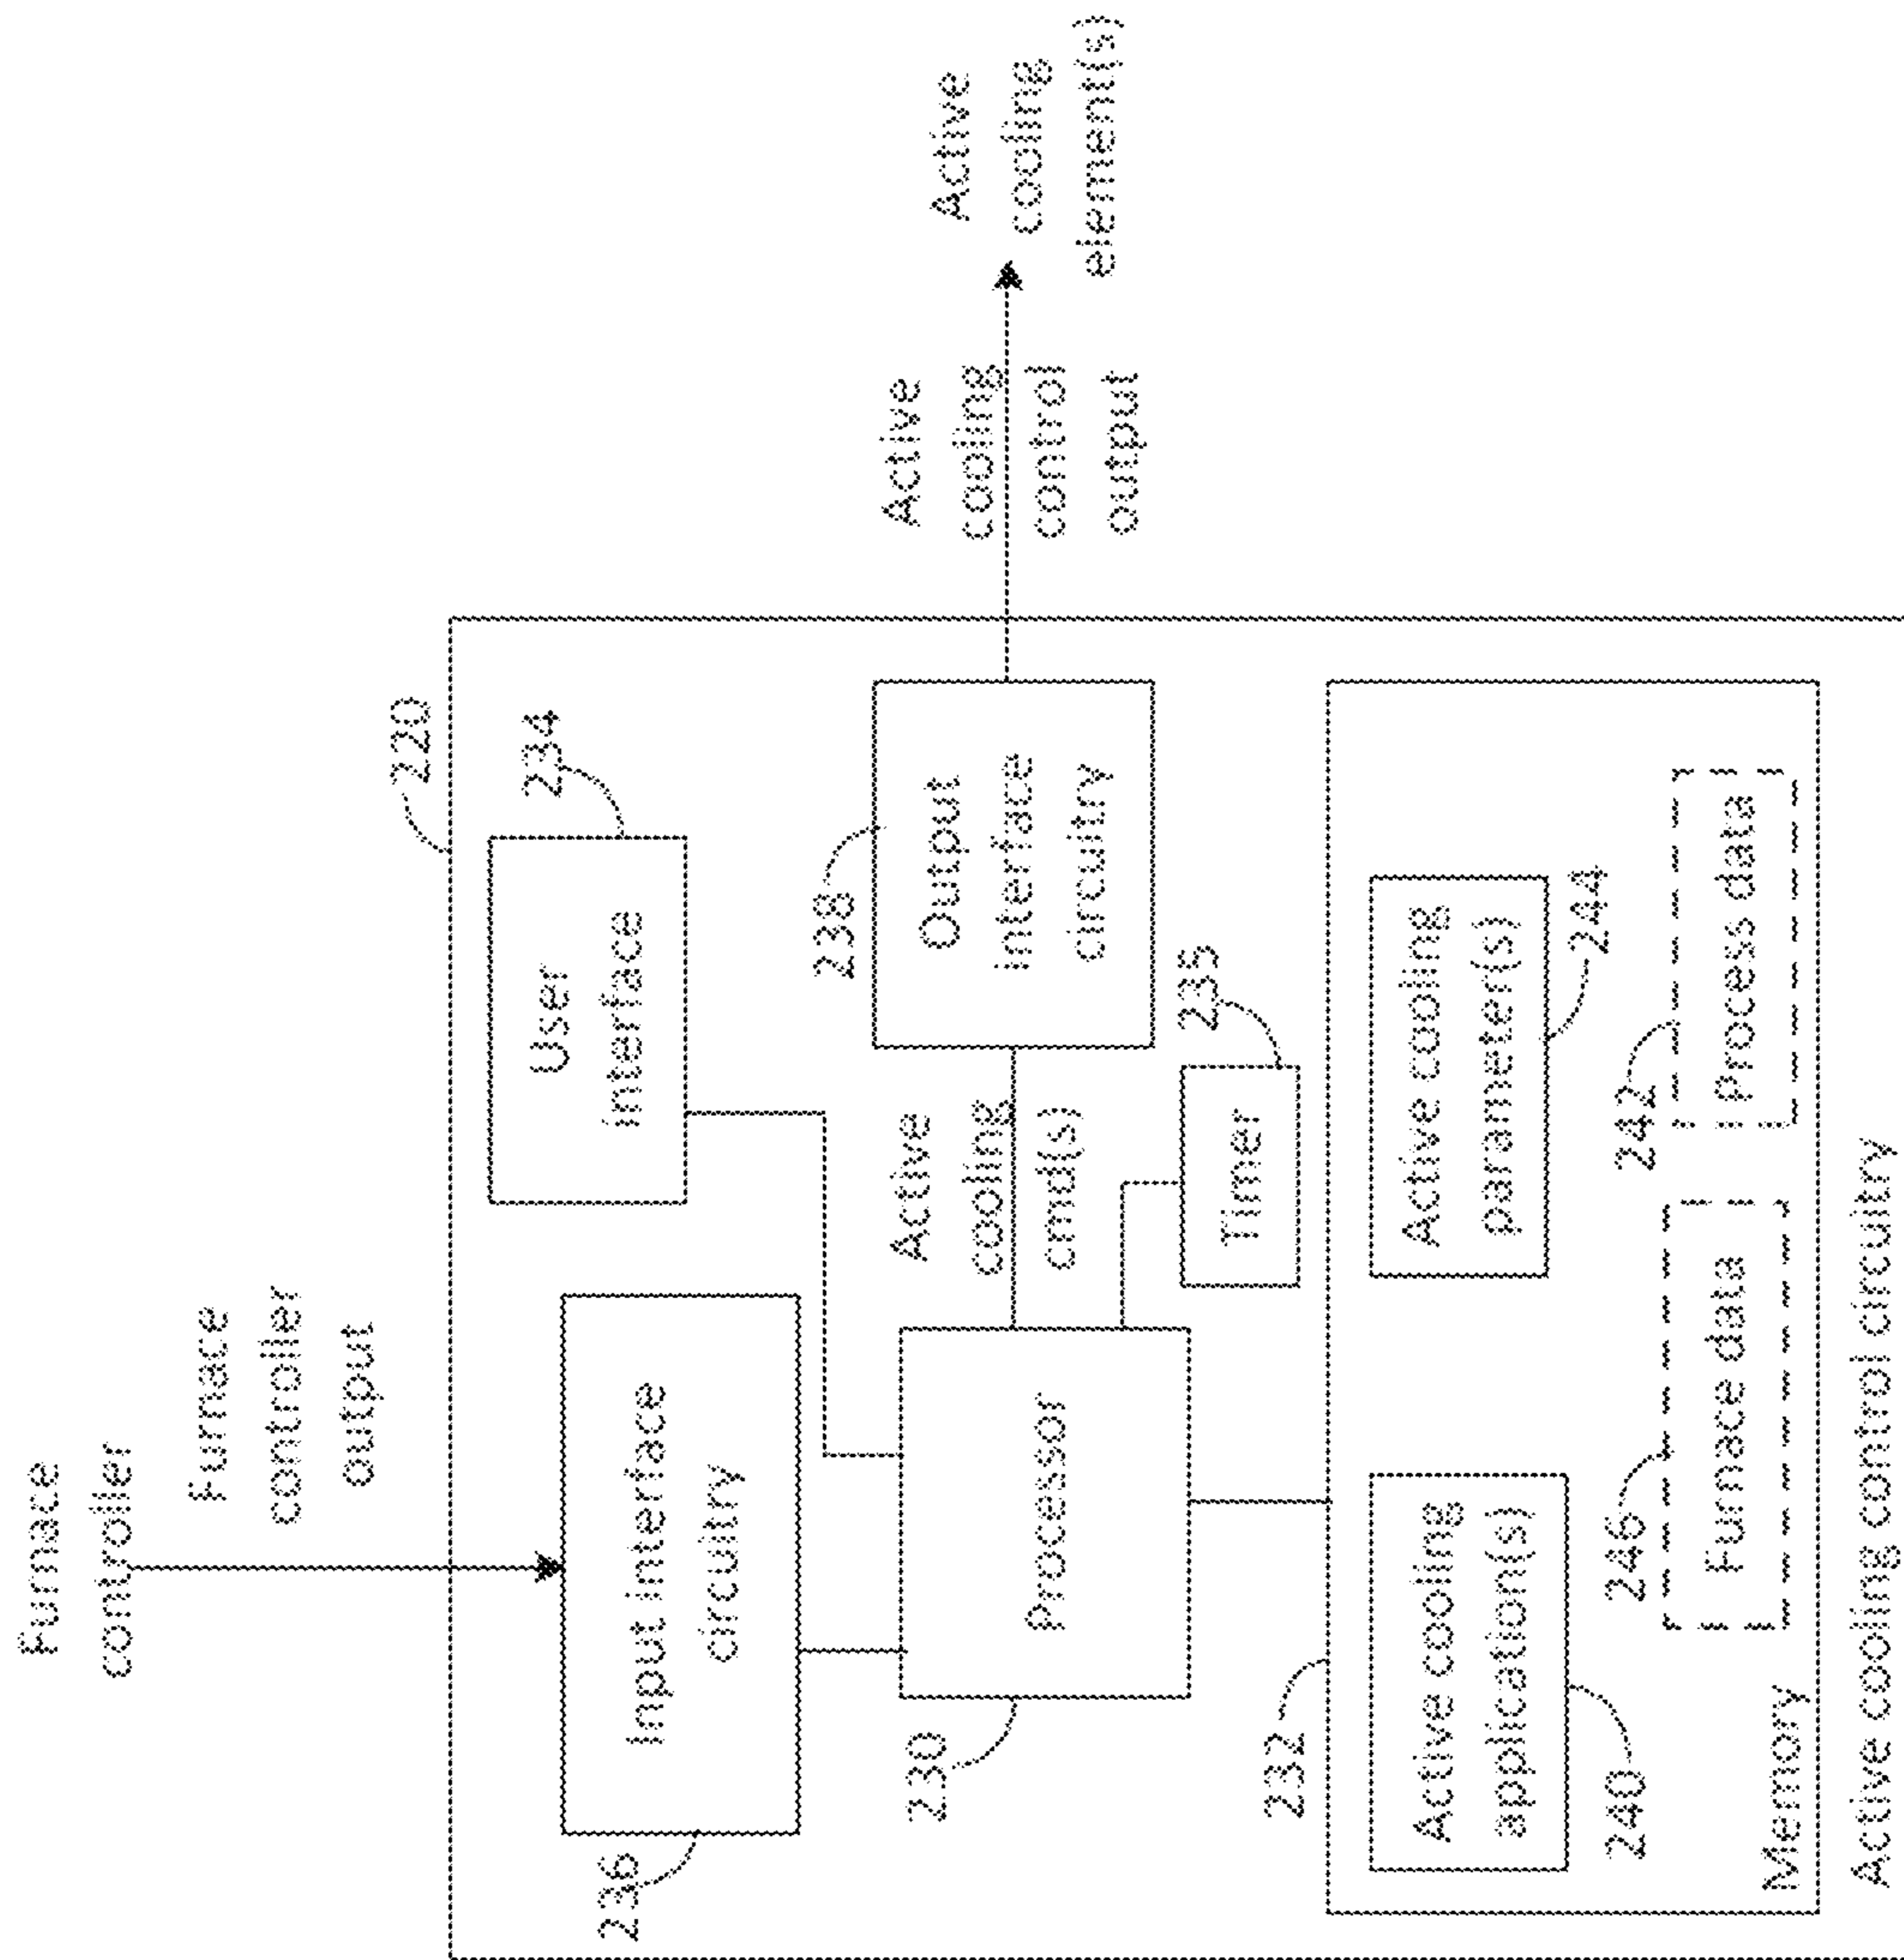 Furnace
controller
Furnace
controller
output
220
User
interface
234
Input interface
circuitry
236
Active
cooling
cmd(s)
Output
interface
circuitry
238
Active
cooling
control
output
Active
cooling
element(s)
Processor
230
Timer
235
232
Active cooling
application(s)
240
Active cooling
parameter(s)
244
246
Furnace data
242
Process data
Memory
Active cooling control circuitry